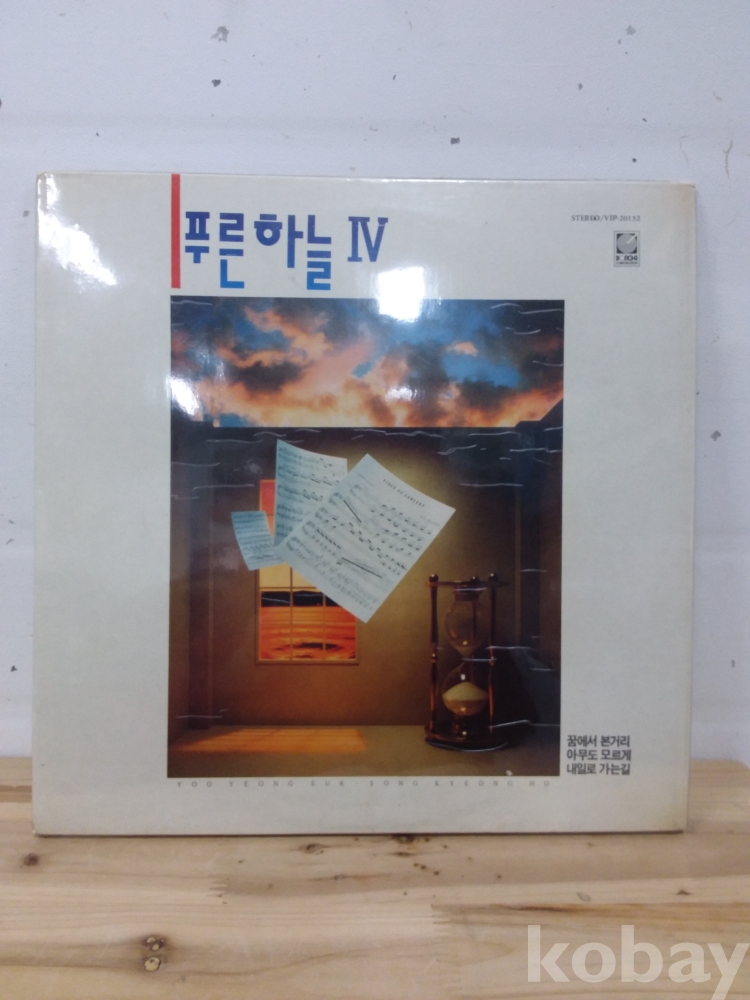 푸른하늘 IV
STEREO/VIP-20152
꿈에서 본거리
아무도 모르게
내일로 가는길
YOO YEONG SUK SONG KYEONG HO
kobay